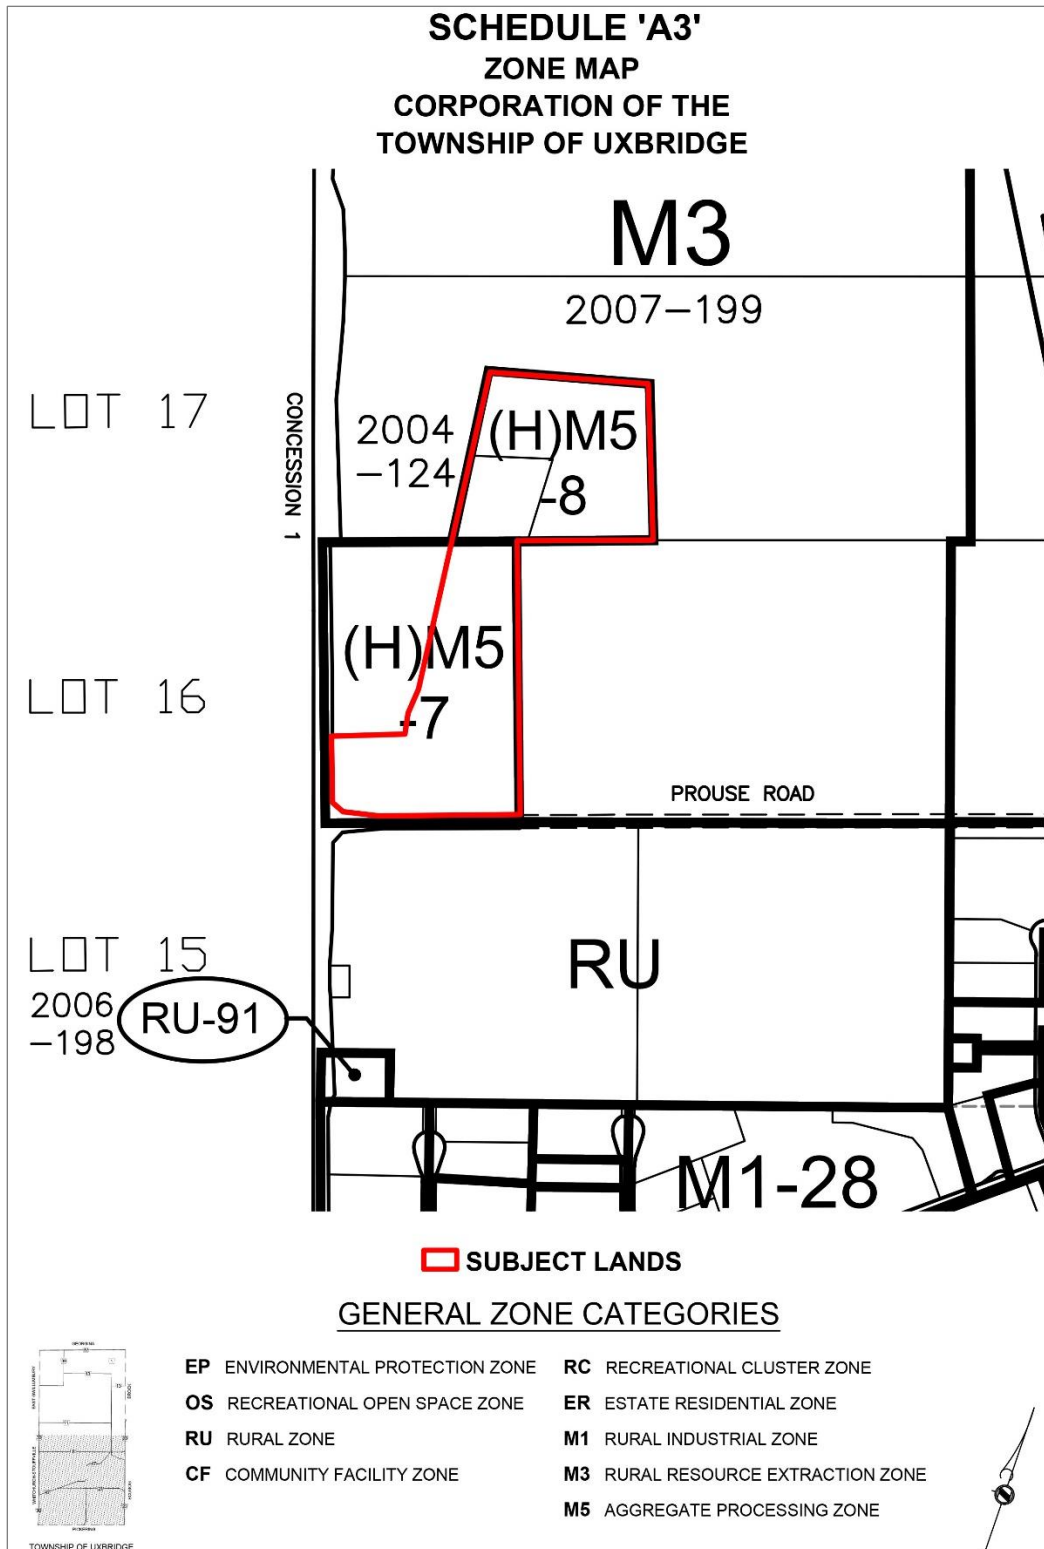 SCHEDULE 'A3'
ZONE MAP
CORPORATION OF THE
TOWNSHIP OF UXBRIDGE
M3
2007-199
LOT 17
CONCESSION 1
2004
-124
(H)M5
-8
(H)M5
-7
LOT 16
PROUSE ROAD
LOT 15
2006
-198
RU-91
RU
M1-28
SUBJECT LANDS
GENERAL ZONE CATEGORIES
EP ENVIRONMENTAL PROTECTION ZONE
OS RECREATIONAL OPEN SPACE ZONE
RU RURAL ZONE
CF COMMUNITY FACILITY ZONE
RC RECREATIONAL CLUSTER ZONE
ER ESTATE RESIDENTIAL ZONE
M1 RURAL INDUSTRIAL ZONE
M3 RURAL RESOURCE EXTRACTION ZONE
M5 AGGREGATE PROCESSING ZONE
PICKERING
TOWNSHIP OF UXBRIDGE